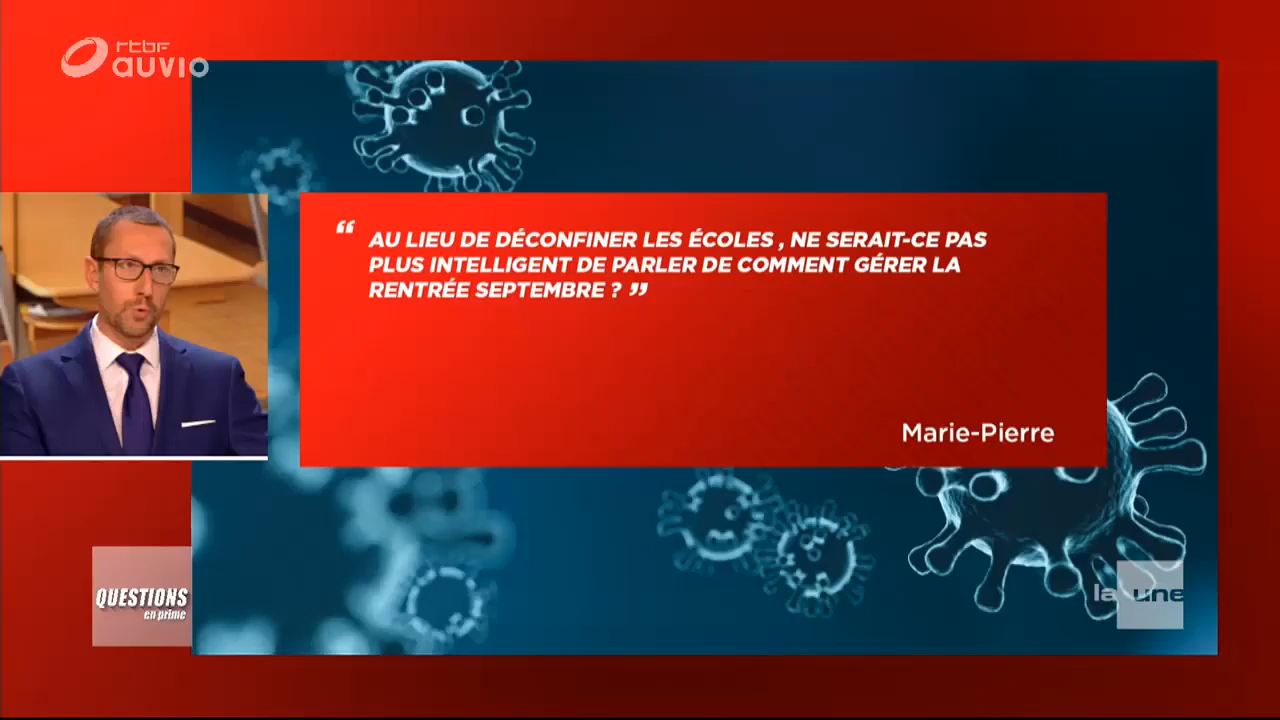 rtbF
auvio
“ AU LIEU DE DÉCONFINER LES ÉCOLES , NE SERAIT-CE PAS
PLUS INTELLIGENT DE PARLER DE COMMENT GÉRER LA
RENTRÉE SEPTEMBRE ? ”
Marie-Pierre
QUESTIONS
en prime
la une